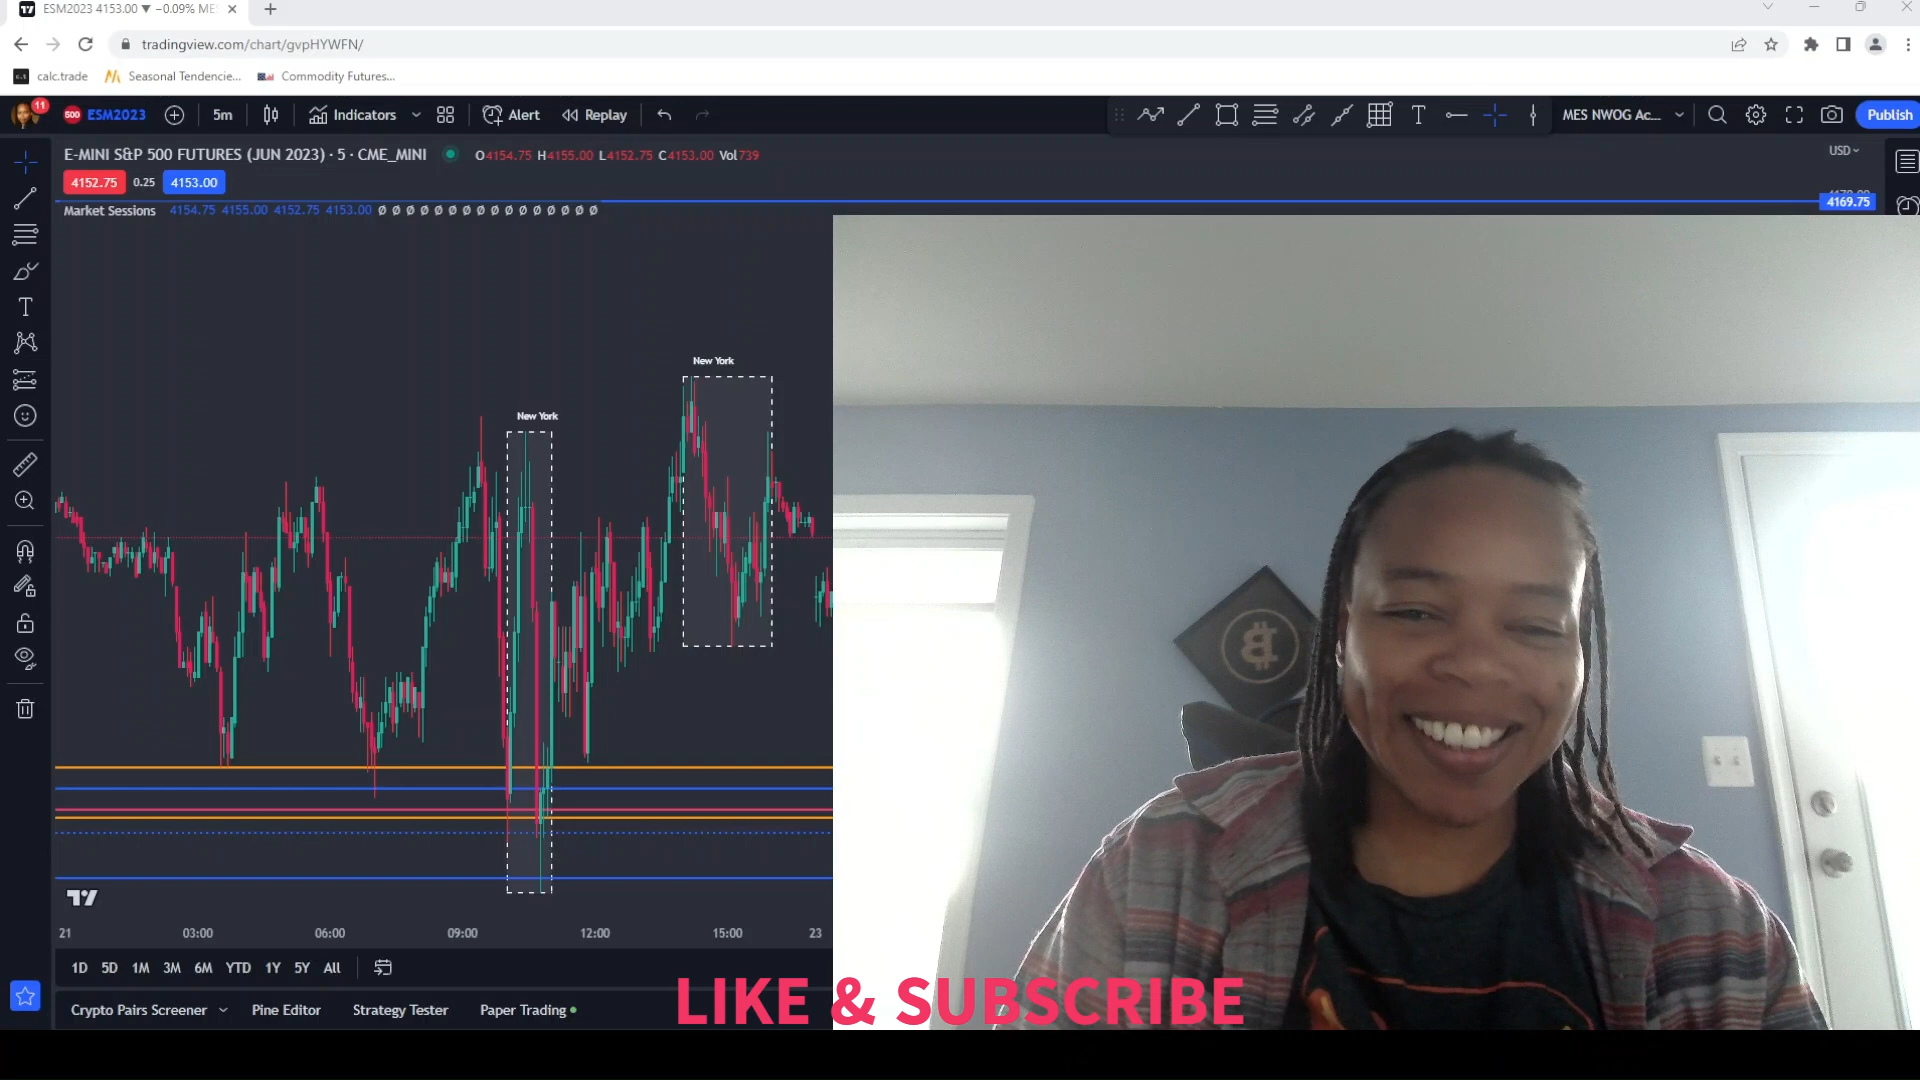 ESM2023 4153.00 ▼ −0.09% MES
tradingview.com/chart/gvpHYWFN/
calc.trade
Seasonal Tendencie...
Commodity Futures...
11
500
ESM2023
5m
Indicators
Alert
Replay
MES NWOG Ac...
Publish
E-MINI S&P 500 FUTURES (JUN 2023) · 5 · CME_MINI
O4154.75 H4155.00 L4152.75 C4153.00 Vol739
USD
4152.75
0.25
4153.00
4169.75
Market Sessions 4154.75 4155.00 4152.75 4153.00 Ø Ø Ø Ø Ø Ø Ø Ø Ø Ø Ø Ø Ø Ø Ø Ø
New York
New York
21
03:00
06:00
09:00
12:00
15:00
23
1D 5D 1M 3M 6M YTD 1Y 5Y All
LIKE & SUBSCRIBE
Crypto Pairs Screener
Pine Editor
Strategy Tester
Paper Trading